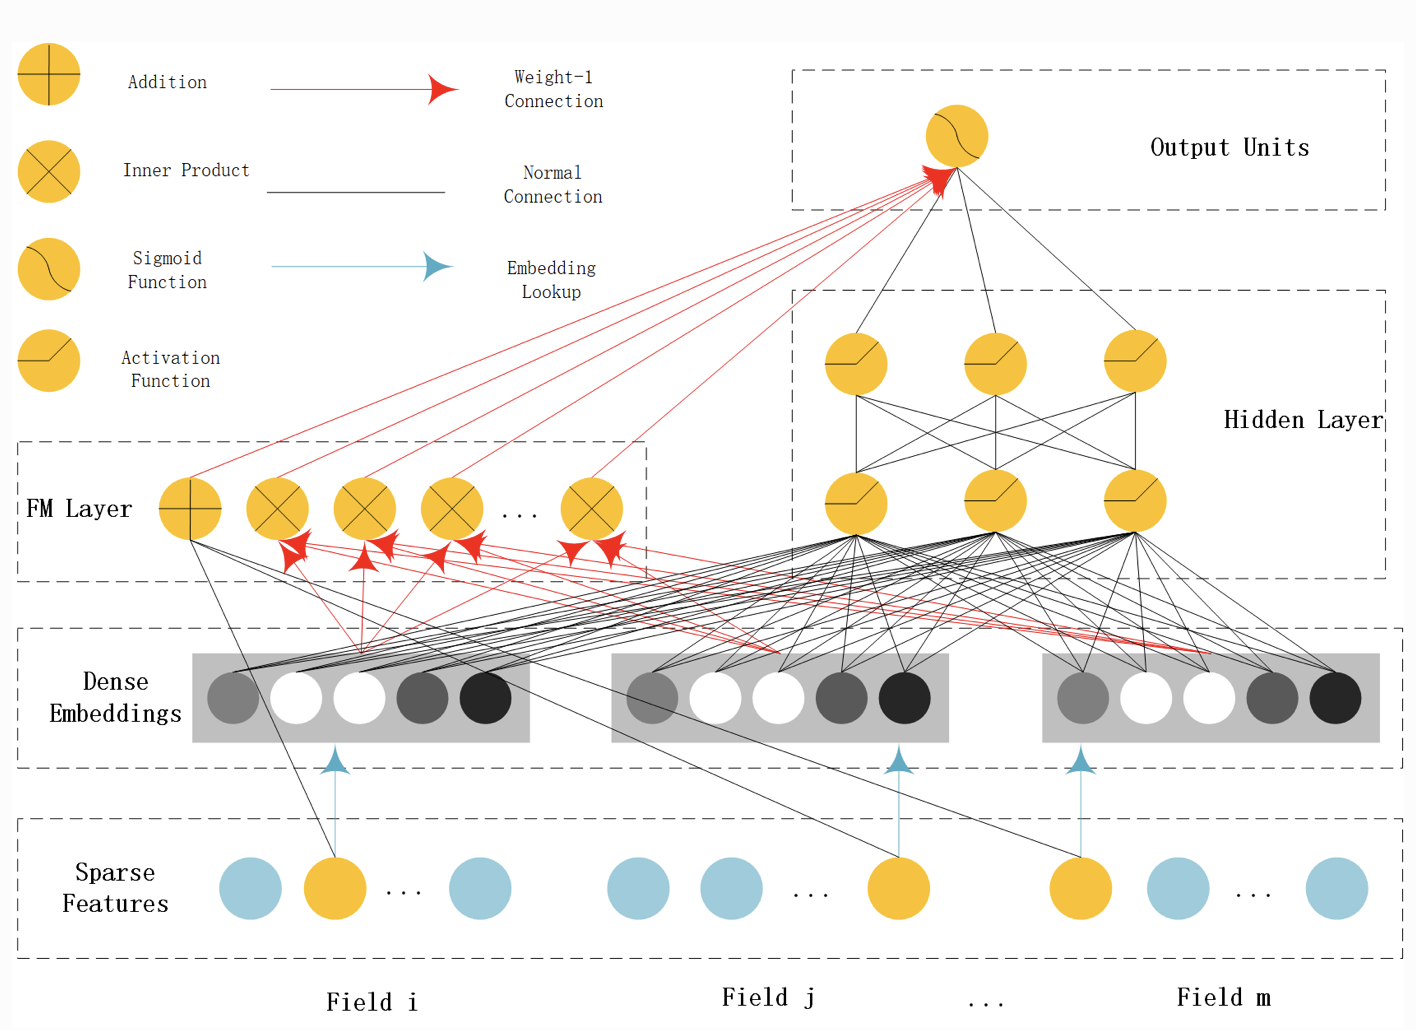 Addition
Weight-1
Connection
Output Units
Inner Product
Normal
Connection
Sigmoid
Function
Embedding
Lookup
Activation
Function
Hidden Layer
FM Layer
...
Dense
Embeddings
Sparse
Features
...
...
...
Field i
Field j
...
Field m